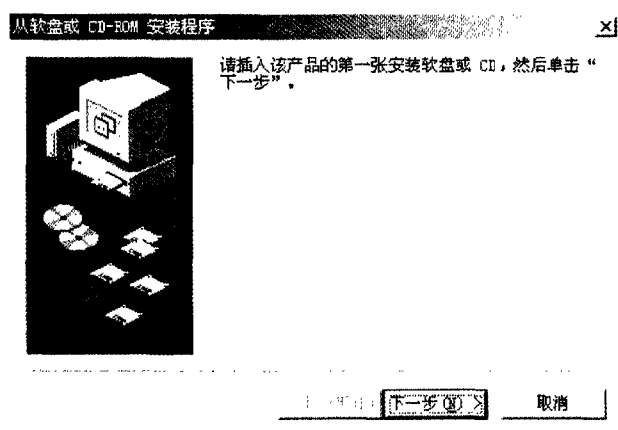 从软盘或 CD-ROM 安装程序
请插入该产品的第一张安装软盘或 CD，然后单击“
下一步”。
下一步(N) >
取消